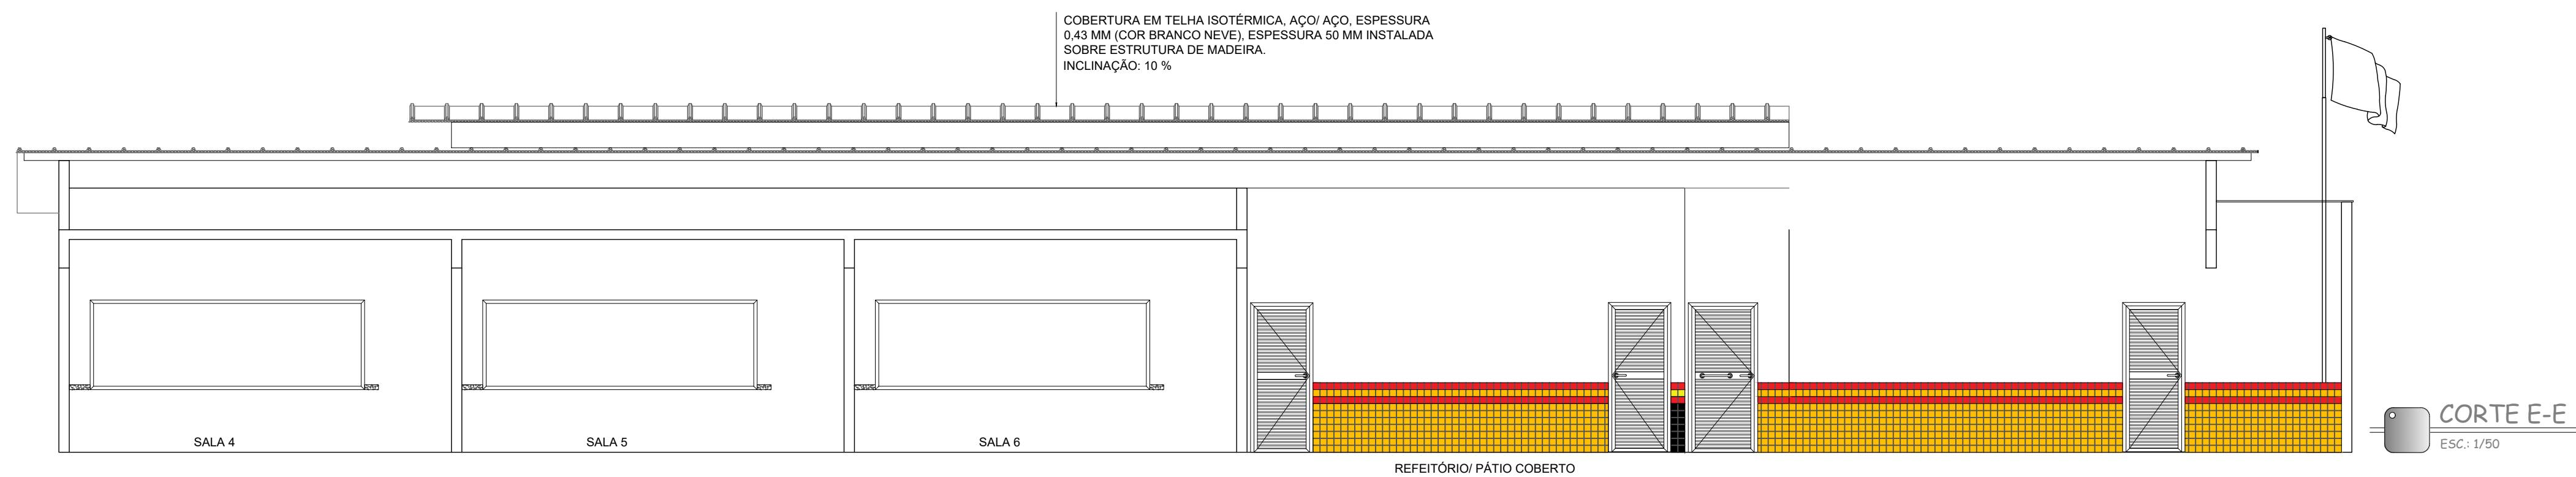 COBERTURA EM TELHA ISOTÉRMICA, AÇO/ AÇO, ESPESSURA
0,43 MM (COR BRANCO NEVE), ESPESSURA 50 MM INSTALADA
SOBRE ESTRUTURA DE MADEIRA.
INCLINAÇÃO: 10 %
SALA 4
SALA 5
SALA 6
REFEITÓRIO/ PÁTIO COBERTO
CORTE E-E
ESC.: 1/50